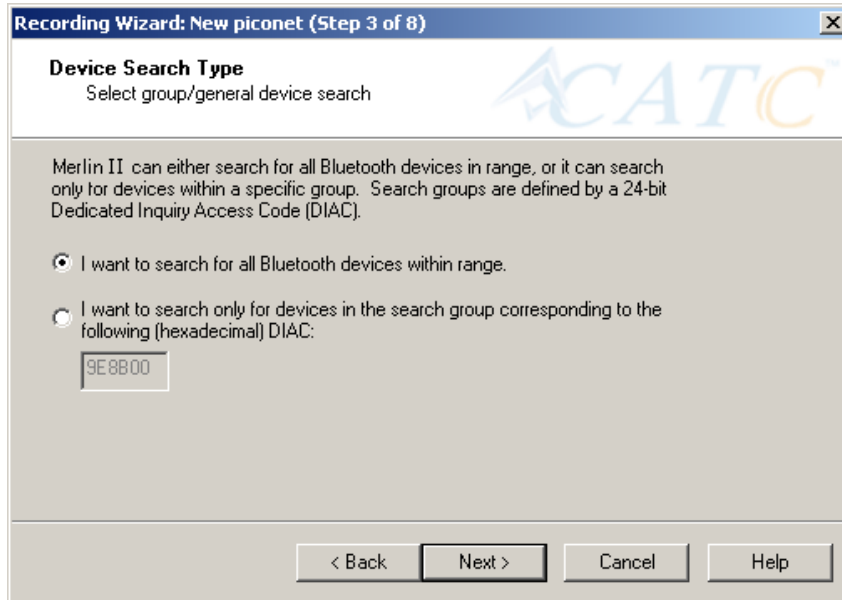 Recording Wizard: New piconet (Step 3 of 8)
Device Search Type
Select group/general device search
CATC™
Merlin II can either search for all Bluetooth devices in range, or it can search
only for devices within a specific group. Search groups are defined by a 24-bit
Dedicated Inquiry Access Code (DIAC).
I want to search for all Bluetooth devices within range.
I want to search only for devices in the search group corresponding to the
following (hexadecimal) DIAC:
9E8B00
< Back Next > Cancel Help